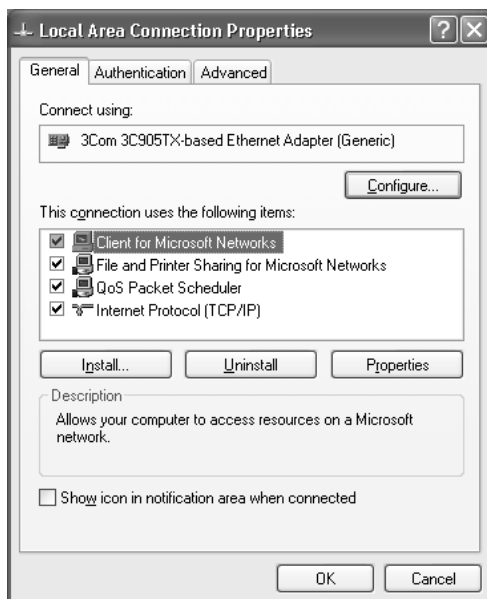 Local Area Connection Properties
General Authentication Advanced
Connect using:
3Com 3C905TX-based Ethernet Adapter (Generic)
Configure...
This connection uses the following items:
Client for Microsoft Networks
File and Printer Sharing for Microsoft Networks
QoS Packet Scheduler
Internet Protocol (TCP/IP)
Install... Uninstall Properties
Description
Allows your computer to access resources on a Microsoft
network.
Show icon in notification area when connected
OK Cancel